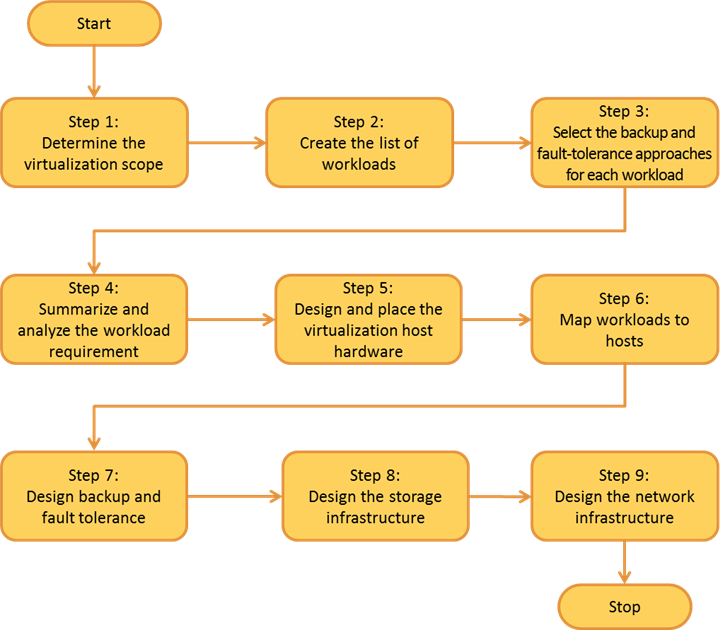 Start
Step 1:
Determine the
virtualization scope
Step 2:
Create the list of
workloads
Step 3:
Select the backup and
fault-tolerance approaches
for each workload
Step 4:
Summarize and
analyze the workload
requirement
Step 5:
Design and place the
virtualization host
hardware
Step 6:
Map workloads to
hosts
Step 7:
Design backup and
fault tolerance
Step 8:
Design the storage
infrastructure
Step 9:
Design the network
infrastructure
Stop